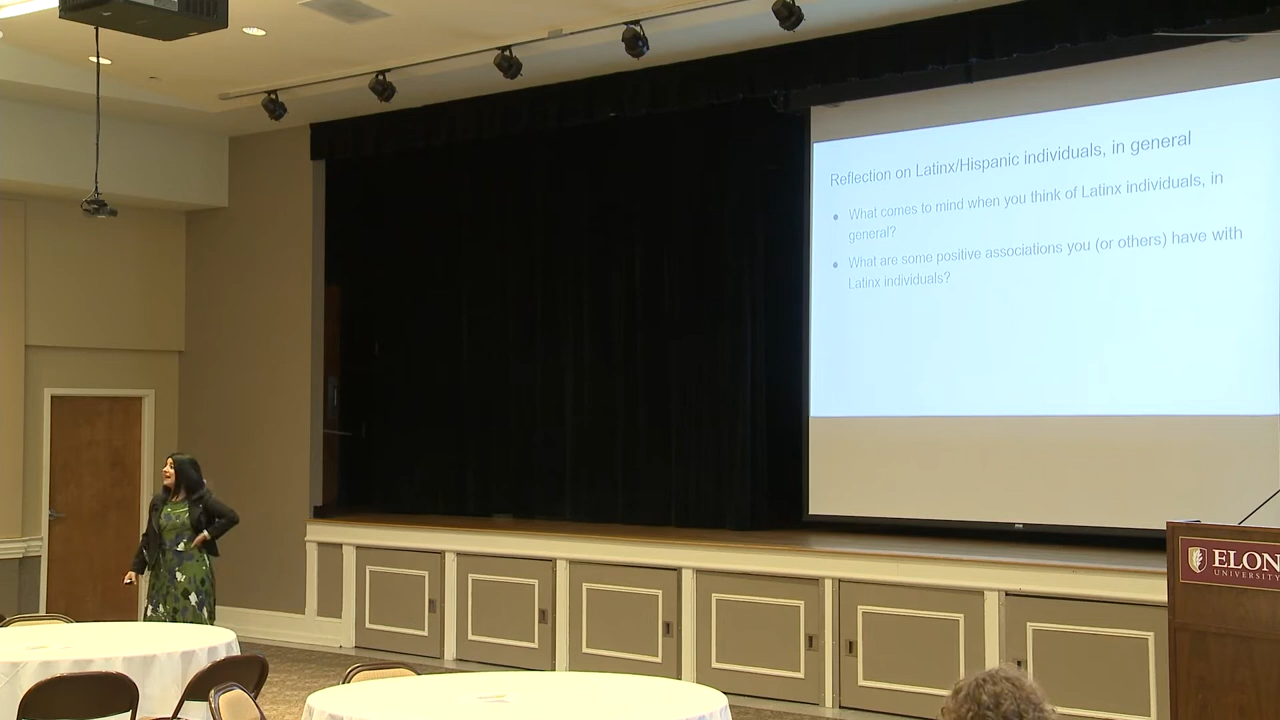 Reflection on Latinx/Hispanic individuals, in general
• What comes to mind when you think of Latinx individuals, in
general?
• What are some positive associations you (or others) have with
Latinx individuals?
ELON
UNIVERSITY